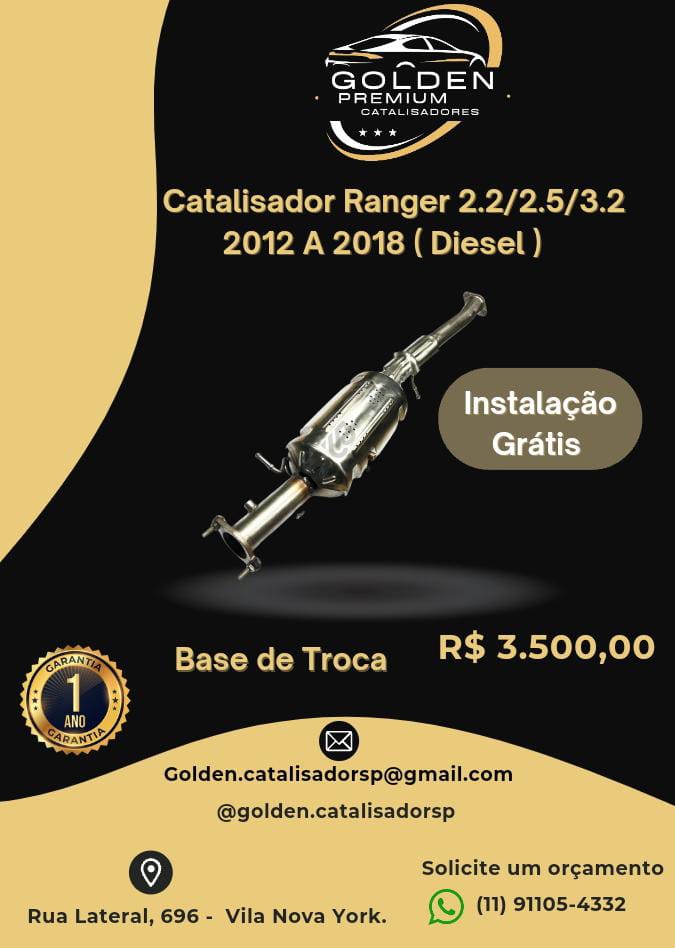 GOLDEN
PREMIUM
CATALISADORES
Catalisador Ranger 2.2/2.5/3.2
2012 A 2018 ( Diesel )
Instalação
Grátis
Base de Troca
R$ 3.500,00
GARANTIA
1
ANO
GARANTIA
Golden.catalisadorsp@gmail.com
@golden.catalisadorsp
Solicite um orçamento
(11) 91105-4332
Rua Lateral, 696 - Vila Nova York.